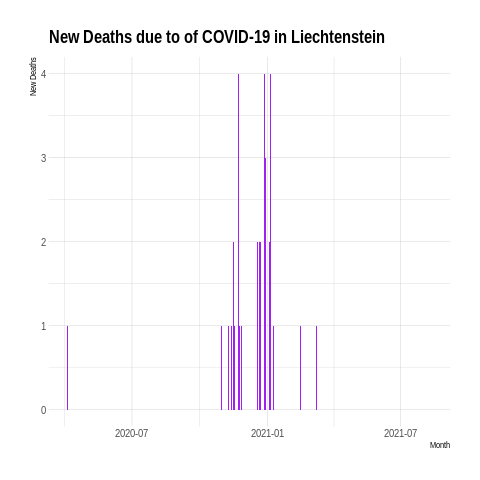 New Deaths due to of COVID-19 in Liechtenstein
New Deaths
4
3
2
1
0
2020-07 2021-01 2021-07
Month